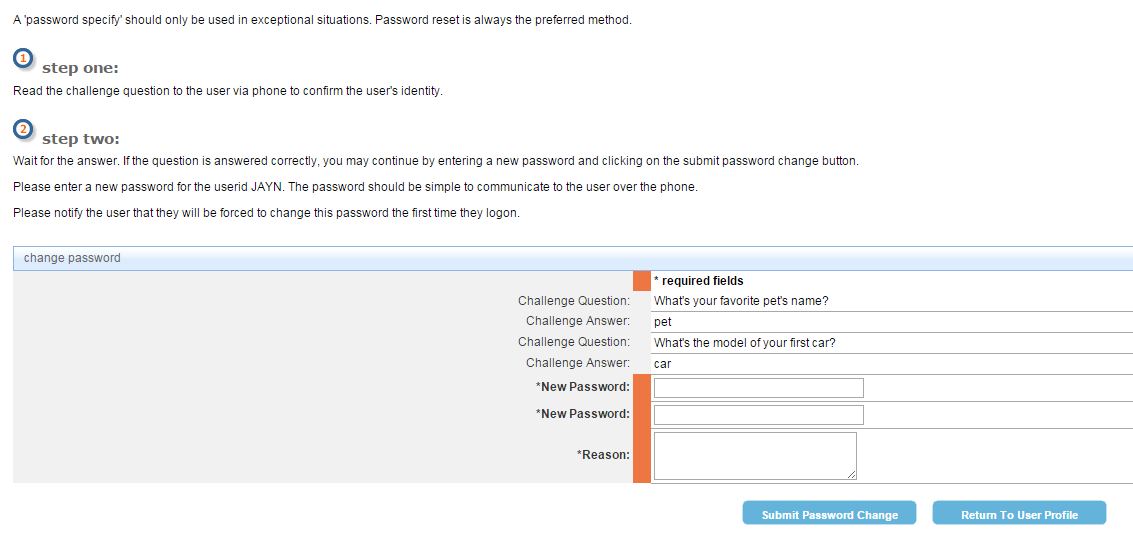 A 'password specify' should only be used in exceptional situations. Password reset is always the preferred method.
1
step one:
Read the challenge question to the user via phone to confirm the user's identity.
2
step two:
Wait for the answer. If the question is answered correctly, you may continue by entering a new password and clicking on the submit password change button.
Please enter a new password for the userid JAYN. The password should be simple to communicate to the user over the phone.
Please notify the user that they will be forced to change this password the first time they logon.
change password
* required fields
Challenge Question: What's your favorite pet's name?
Challenge Answer: pet
Challenge Question: What's the model of your first car?
Challenge Answer: car
*New Password:
*New Password:
*Reason:
Submit Password Change Return To User Profile